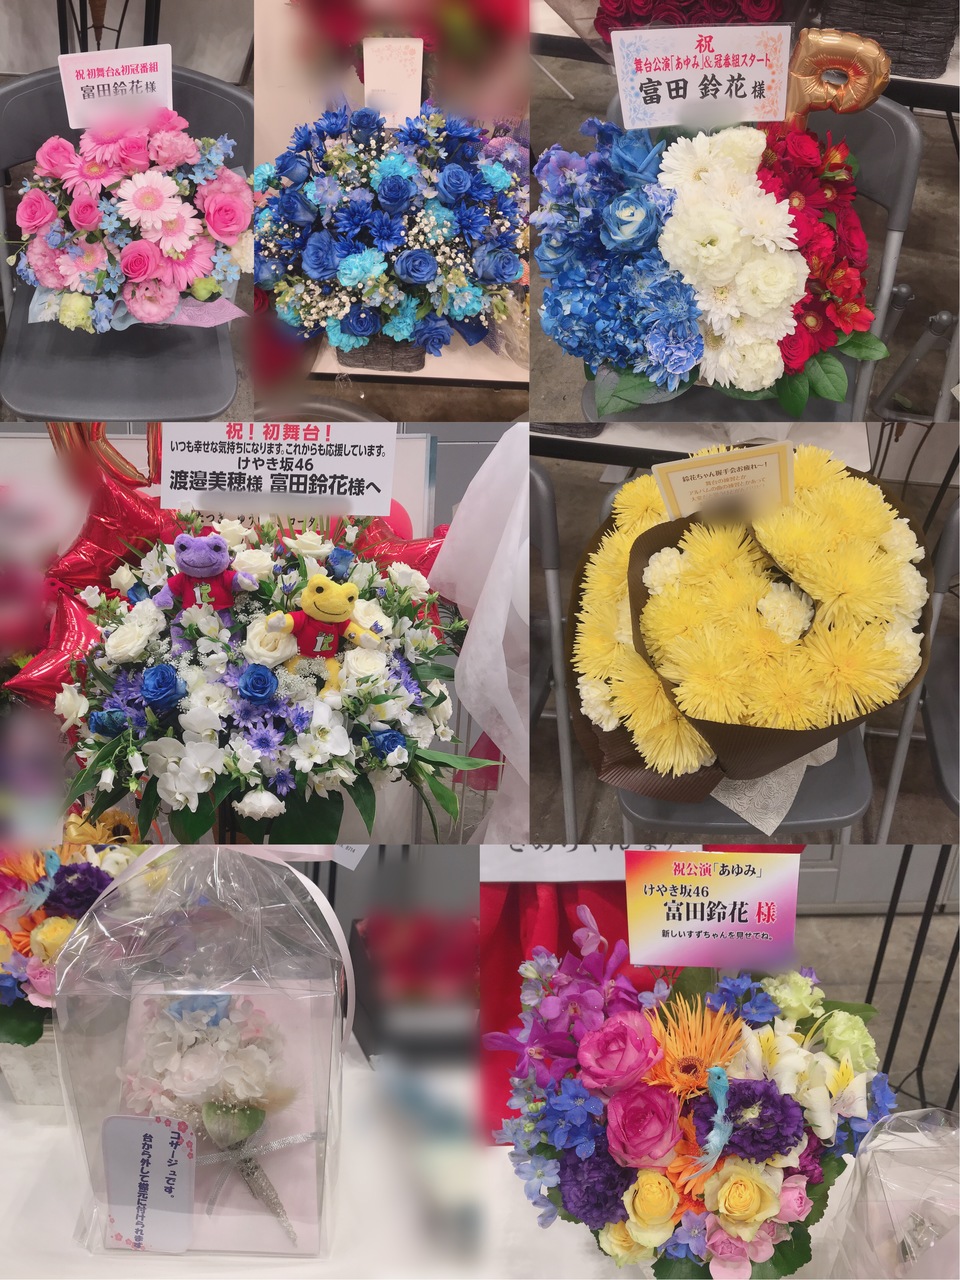 祝 初舞台&初冠番組
富田鈴花様
祝
舞台公演「あゆみ」&冠番組スタート
富田 鈴花様
祝!初舞台!
いつも幸せな気持ちになります。これからも応援しています。
けやき坂46
渡邉美穂様 富田鈴花様へ
鈴花ちゃん握手会お疲れ〜!
祝公演「あゆみ」
けやき坂46
富田鈴花 様
新しいすずちゃんを見せてね。
コサージュです。
台から外して襟元に付けられます